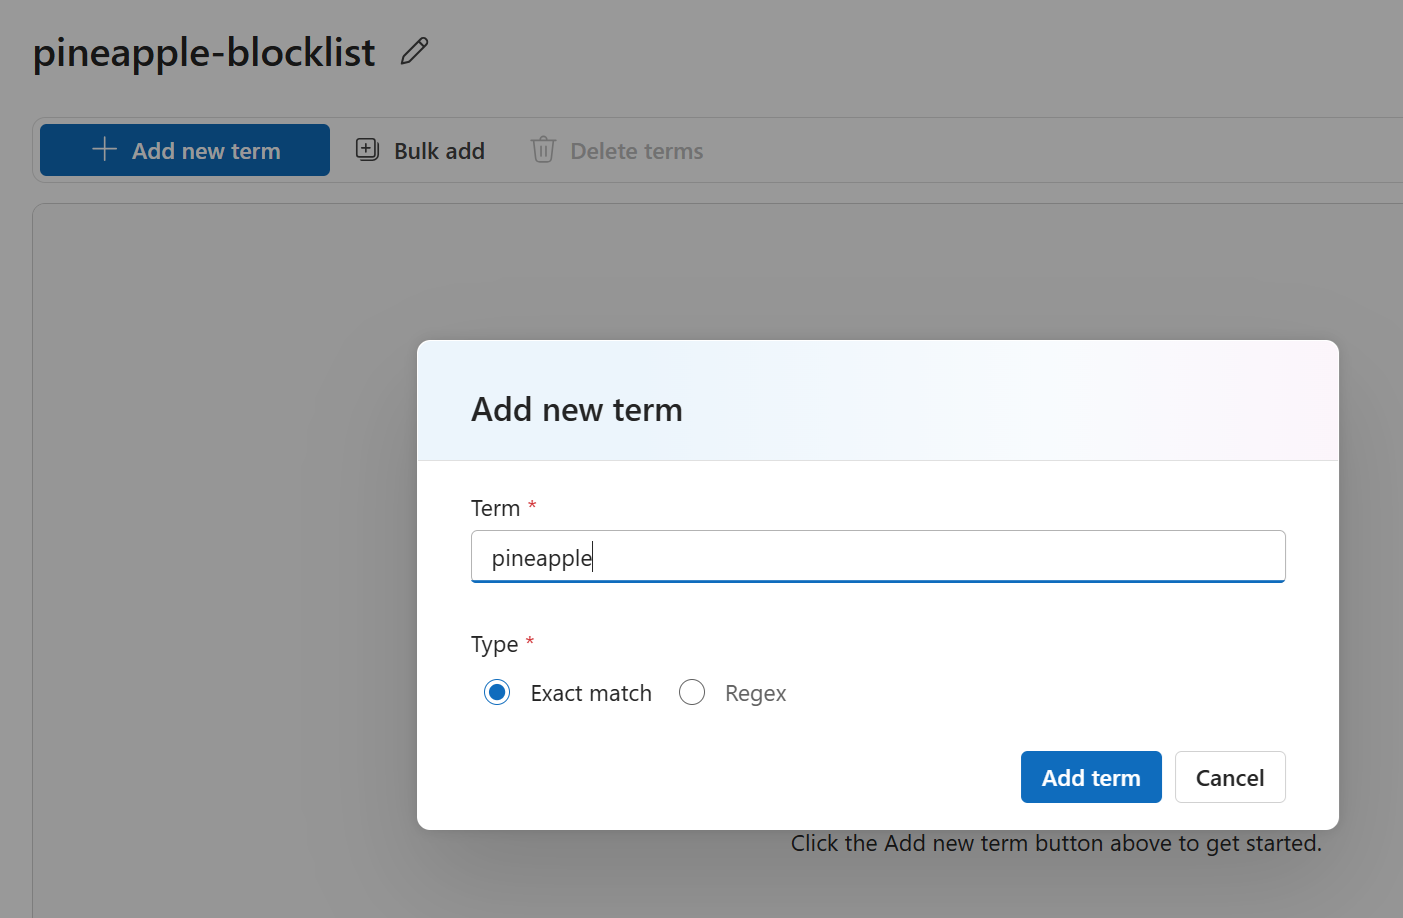 pineapple-blocklist
Add new term Bulk add Delete terms
Add new term
Term *
pineapple
Type *
Exact match Regex
Add term Cancel
Click the Add new term button above to get started.